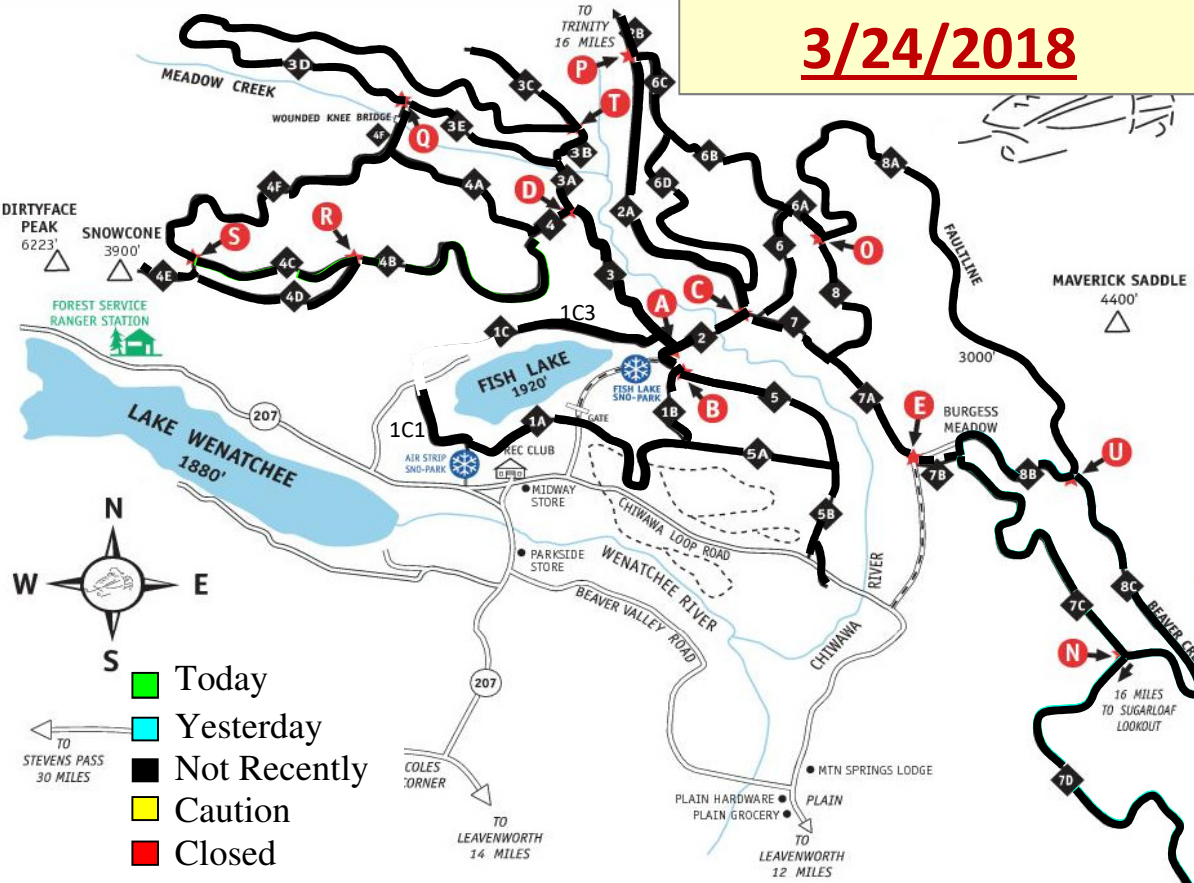 3/24/2018
TO
TRINITY
16 MILES
2B
P
6C
3D
3C
T
MEADOW CREEK
WOUNDED KNEE BRIDGE
4F
Q
3E
3B
6B
8A
3A
6D
4F
4A
D
2A
6A
DIRTYFACE
PEAK
6223'
SNOWCONE
3900'
S
R
4
6
O
FAULTLINE
4E
4C
4B
4D
3
8
MAVERICK SADDLE
4400'
FOREST SERVICE
RANGER STATION
1C3
A
C
1C
2
7
3000'
FISH LAKE
1920'
FISH LAKE
SNO-PARK
5
7A
207
LAKE WENATCHEE
1880'
1C1
1A
GATE
1B
B
E
BURGESS
MEADOW
AIR STRIP
SNO-PARK
REC CLUB
5A
U
7B
8B
MIDWAY
STORE
CHIWAWA LOOP ROAD
5B
N
W
E
S
PARKSIDE
STORE
WENATCHEE RIVER
BEAVER VALLEY ROAD
CHIWAWA
RIVER
7C
8C
N
16 MILES
TO SUGARLOAF
LOOKOUT
207
Today
Yesterday
Not Recently
Caution
Closed
TO
STEVENS PASS
30 MILES
COLES
CORNER
TO
LEAVENWORTH
14 MILES
MTN SPRINGS LODGE
PLAIN HARDWARE
PLAIN
PLAIN GROCERY
TO
LEAVENWORTH
12 MILES
7D